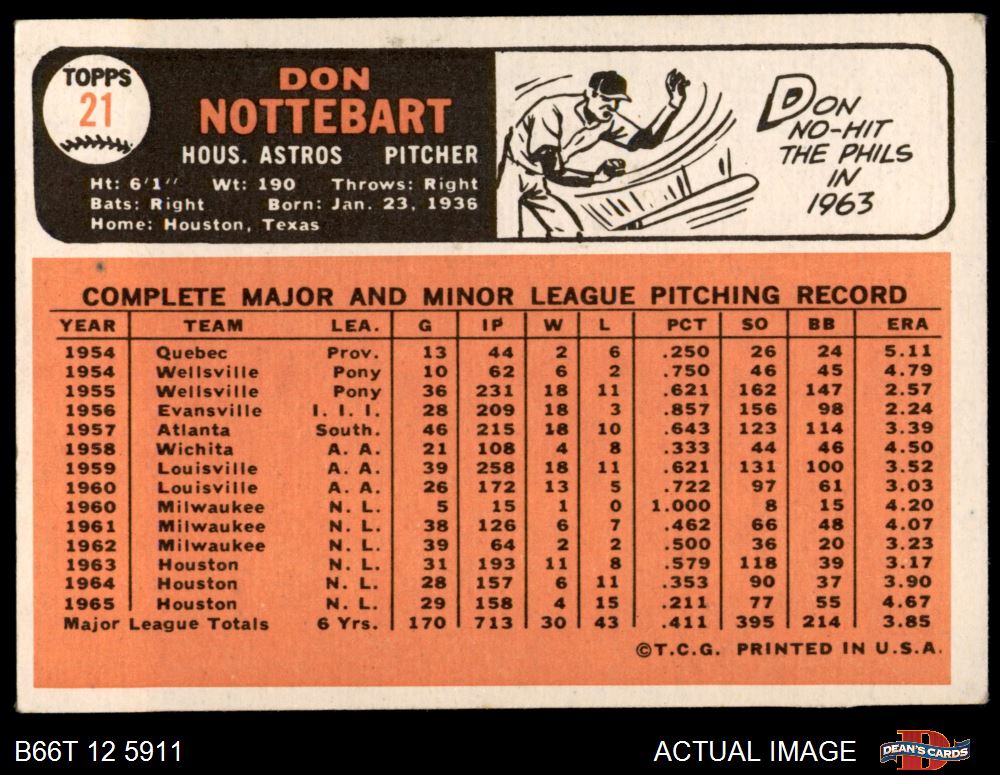 TOPPS
21
DON
NOTTEBART
HOUS. ASTROS PITCHER
Ht: 6'1" Wt: 190 Throws: Right
Bats: Right Born: Jan. 23, 1936
Home: Houston, Texas
DON
NO-HIT
THE PHILS
IN
1963
COMPLETE MAJOR AND MINOR LEAGUE PITCHING RECORD
YEAR TEAM LEA. G IP W L PCT SO BB ERA
1954 Quebec Prov. 13 44 2 6 .250 26 24 5.11
1954 Wellsville Pony 10 62 6 2 .750 46 45 4.79
1955 Wellsville Pony 36 231 18 11 .621 162 147 2.57
1956 Evansville I. I. I. 28 209 18 3 .857 156 98 2.24
1957 Atlanta South. 46 215 18 10 .643 123 114 3.39
1958 Wichita A. A. 21 108 4 8 .333 44 46 4.50
1959 Louisville A. A. 39 258 18 11 .621 131 100 3.52
1960 Louisville A. A. 26 172 13 5 .722 97 61 3.03
1960 Milwaukee N. L. 5 15 1 0 1.000 8 15 4.20
1961 Milwaukee N. L. 38 126 6 7 .462 66 48 4.07
1962 Milwaukee N. L. 39 64 2 2 .500 36 20 3.23
1963 Houston N. L. 31 193 11 8 .579 118 39 3.17
1964 Houston N. L. 28 157 6 11 .353 90 37 3.90
1965 Houston N. L. 29 158 4 15 .211 77 55 4.67
Major League Totals 6 Yrs. 170 713 30 43 .411 395 214 3.85
©T.C.G. PRINTED IN U.S.A.
B66T 12 5911 ACTUAL IMAGE DEAN'S CARDS